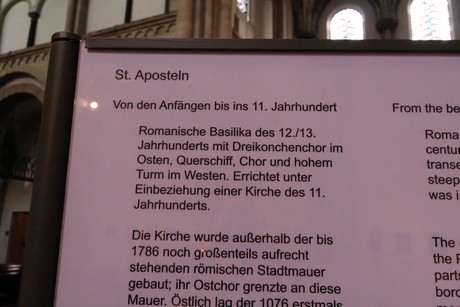 St. Aposteln
Von den Anfängen bis ins 11. Jahrhundert
Romanische Basilika des 12./13.
Jahrhunderts mit Dreikonchenchor im
Osten, Querschiff, Chor und hohem
Turm im Westen. Errichtet unter
Einbeziehung einer Kirche des 11.
Jahrhunderts.
Die Kirche wurde außerhalb der bis
1786 noch großenteils aufrecht
stehenden römischen Stadtmauer
gebaut; ihr Ostchor grenzte an diese
Mauer. Östlich lag der 1076 erstmals
From the be
Roma
centu
transe
steep
was i
The
the F
parts
bord